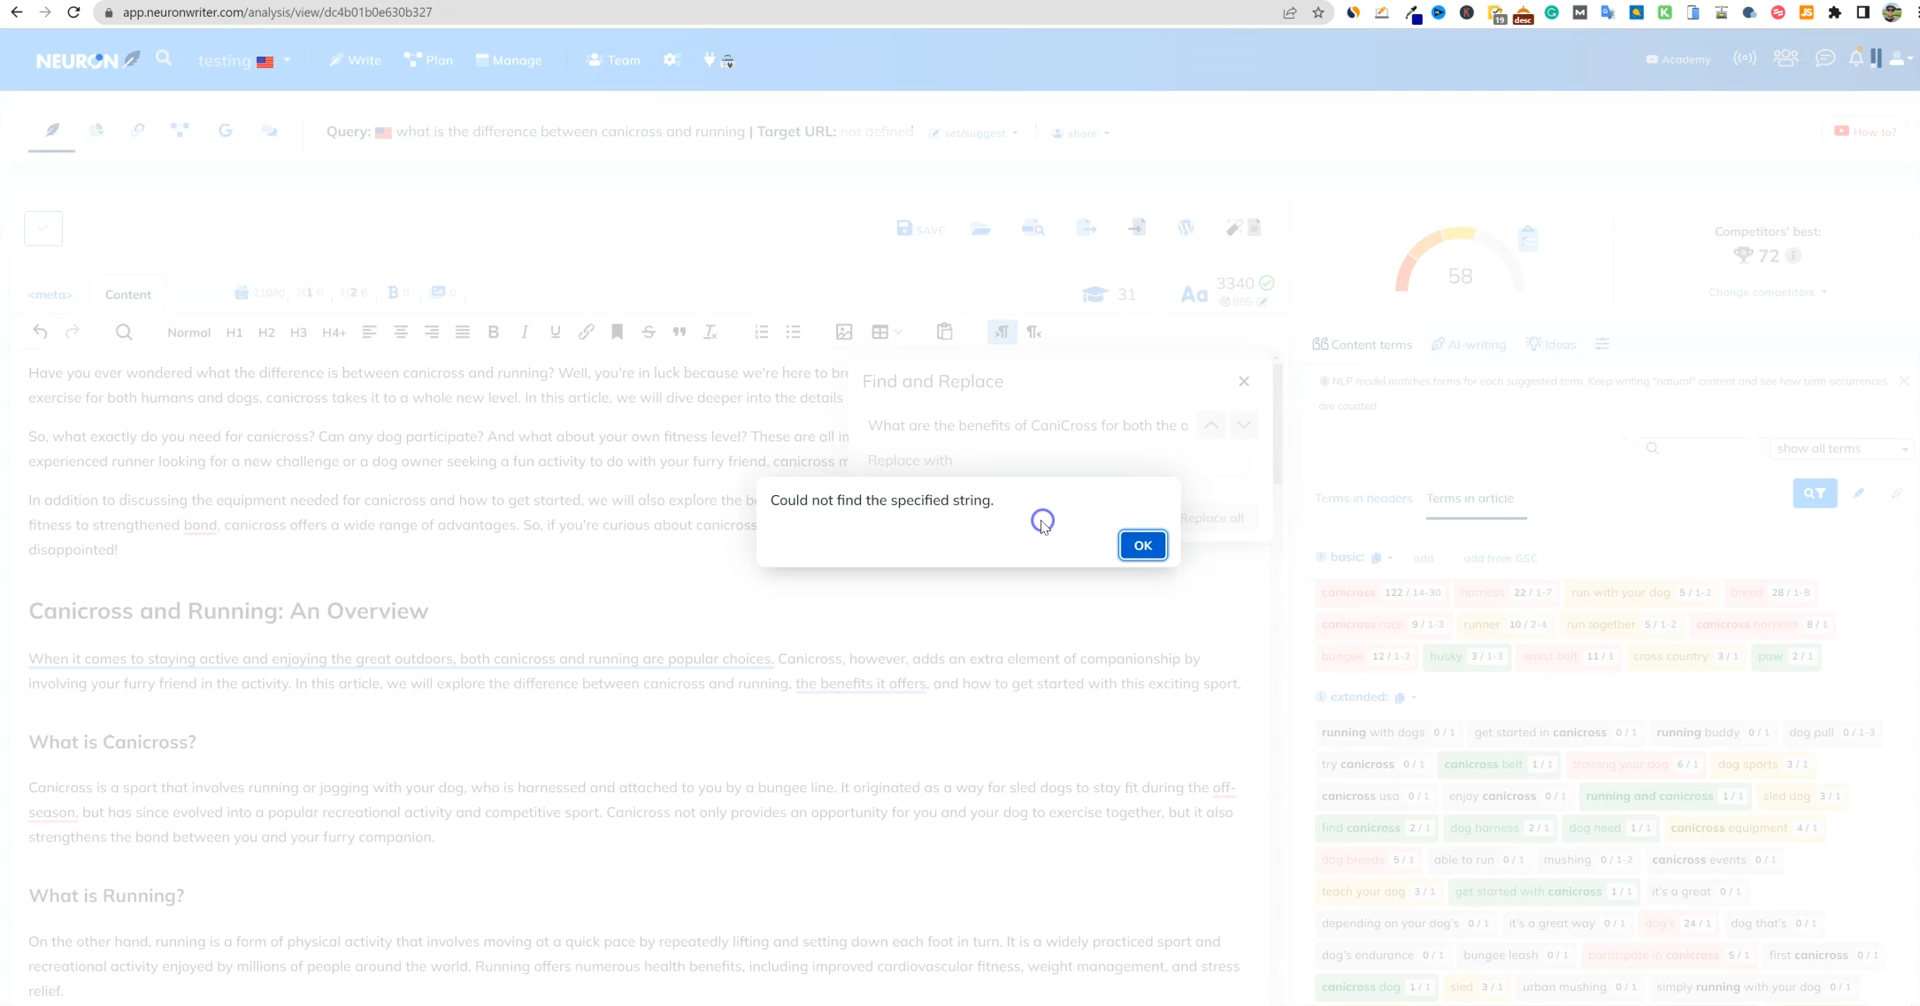 app.neuronwriter.com/analysis/view/dc4b01b0e630b327
19
desc
NEURON
testing
Write
Plan
Manage
Team
Academy
Query: what is the difference between canicross and running | Target URL: not defined
set/suggest
share
How to?
SAVE
58
Competitors' best:
72
Change competitors
<meta>
Content
21080
H1 0
H2 6
B 0
0
31
Aa
3340
865
Normal H1 H2 H3 H4+
Content terms
AI-writing
Ideas
NLP model matches forms for each suggested term. Keep writing "natural" content and see how term occurrences are counted.
Have you ever wondered what the difference is between canicross and running? Well, you're in luck because we're here to br
exercise for both humans and dogs, canicross takes it to a whole new level. In this article, we will dive deeper into the details
So, what exactly do you need for canicross? Can any dog participate? And what about your own fitness level? These are all in
experienced runner looking for a new challenge or a dog owner seeking a fun activity to do with your furry friend, canicross m
In addition to discussing the equipment needed for canicross and how to get started, we will also explore the be
fitness to strengthened bond, canicross offers a wide range of advantages. So, if you're curious about canicross
disappointed!
Find and Replace
What are the benefits of CaniCross for both the a
Replace with
Replace all
Could not find the specified string.
OK
Canicross and Running: An Overview
When it comes to staying active and enjoying the great outdoors, both canicross and running are popular choices. Canicross, however, adds an extra element of companionship by
involving your furry friend in the activity. In this article, we will explore the difference between canicross and running, the benefits it offers, and how to get started with this exciting sport.
What is Canicross?
Canicross is a sport that involves running or jogging with your dog, who is harnessed and attached to you by a bungee line. It originated as a way for sled dogs to stay fit during the off-
season, but has since evolved into a popular recreational activity and competitive sport. Canicross not only provides an opportunity for you and your dog to exercise together, but it also
strengthens the bond between you and your furry companion.
What is Running?
On the other hand, running is a form of physical activity that involves moving at a quick pace by repeatedly lifting and setting down each foot in turn. It is a widely practiced sport and
recreational activity enjoyed by millions of people around the world. Running offers numerous health benefits, including improved cardiovascular fitness, weight management, and stress
relief.
show all terms
Terms in headers
Terms in article
basic:
add
add from GSC
canicross 122 / 14-30
harness 22 / 1-7
run with your dog 5 / 1-2
breed 28 / 1-8
canicross race 9 / 1-3
runner 10 / 2-4
run together 5 / 1-2
canicross harness 8 / 1
bungee 12 / 1-2
husky 3 / 1-3
waist belt 11 / 1
cross country 3 / 1
paw 2 / 1
extended:
running with dogs 0 / 1
get started in canicross 0 / 1
running buddy 0 / 1
dog pull 0 / 1-3
try canicross 0 / 1
canicross belt 1 / 1
training your dog 6 / 1
dog sports 3 / 1
canicross usa 0 / 1
enjoy canicross 0 / 1
running and canicross 1 / 1
sled dog 3 / 1
find canicross 2 / 1
dog harness 2 / 1
dog need 1 / 1
canicross equipment 4 / 1
dog breeds 5 / 1
able to run 0 / 1
mushing 0 / 1-2
canicross events 0 / 1
teach your dog 3 / 1
get started with canicross 1 / 1
it's a great 0 / 1
depending on your dog's 0 / 1
it's a great way 0 / 1
dog's 24 / 1
dog that's 0 / 1
dog's endurance 0 / 1
bungee leash 0 / 1
participate in canicross 5 / 1
first canicross 0 / 1
canicross dog 1 / 1
sled 3 / 1
urban mushing 0 / 1
simply running with your dog 0 / 1